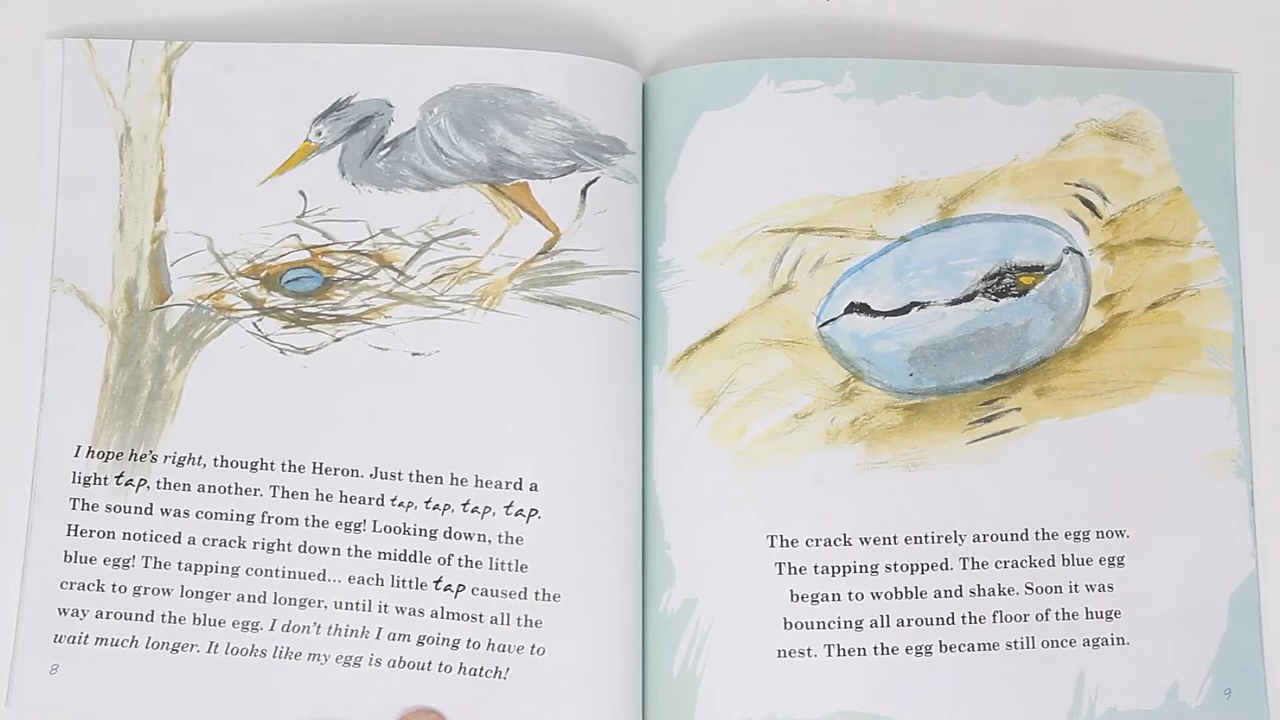 I hope he's right, thought the Heron. Just then he heard a
light tap, then another. Then he heard tap, tap, tap, tap.
The sound was coming from the egg! Looking down, the
Heron noticed a crack right down the middle of the little
blue egg! The tapping continued... each little tap caused the
crack to grow longer and longer, until it was almost all the
way around the blue egg. I don't think I am going to have to
wait much longer. It looks like my egg is about to hatch!
8
The crack went entirely around the egg now.
The tapping stopped. The cracked blue egg
began to wobble and shake. Soon it was
bouncing all around the floor of the huge
nest. Then the egg became still once again.
9